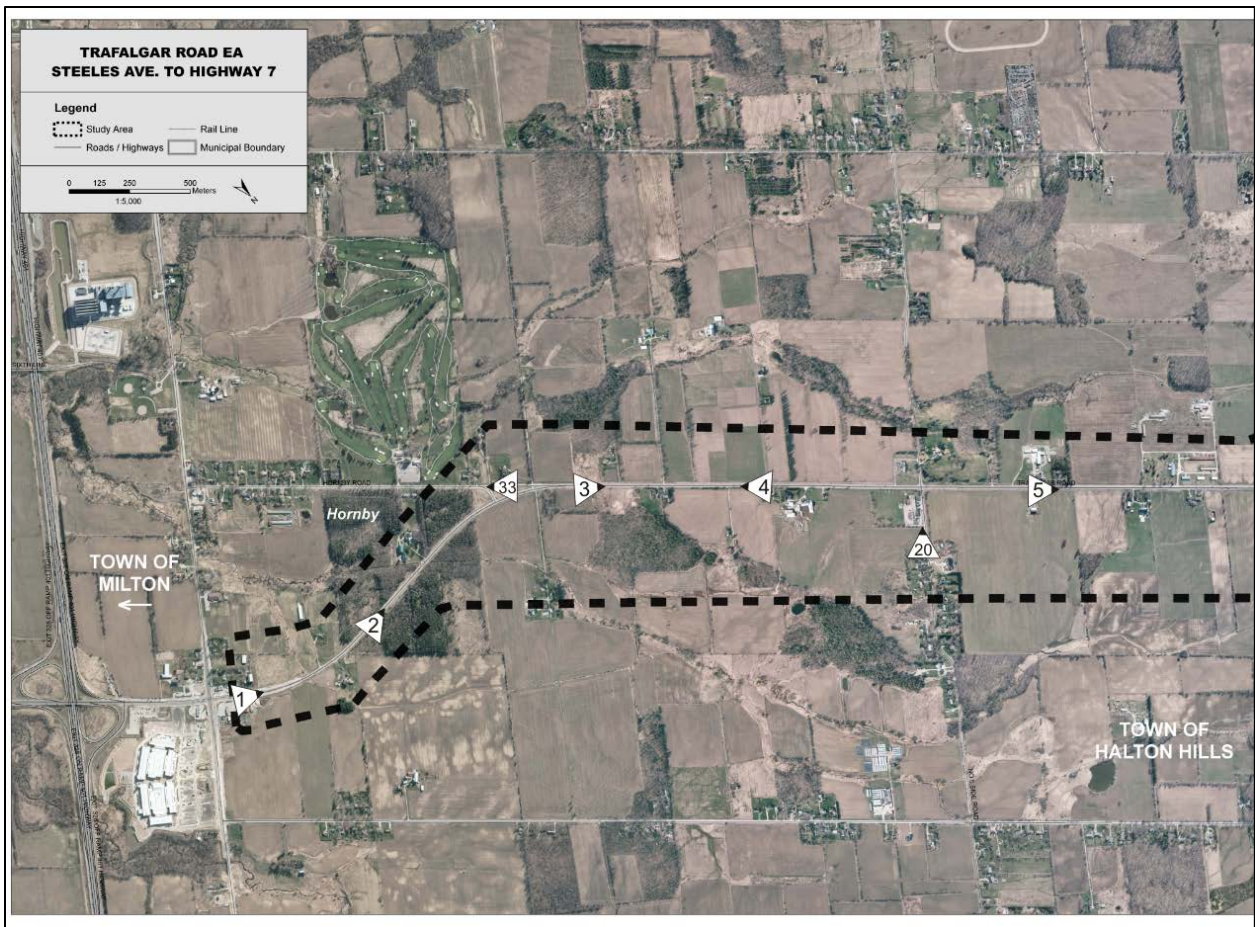 TRAFALGAR ROAD EA
STEELES AVE. TO HIGHWAY 7
Legend
Study Area
Rail Line
Roads / Highways
Municipal Boundary
0 125 250 500
Meters
1:5,000
N
HORNBY ROAD
33
3
4
5
Hornby
20
TOWN OF
MILTON
2
1
TOWN OF
HALTON HILLS